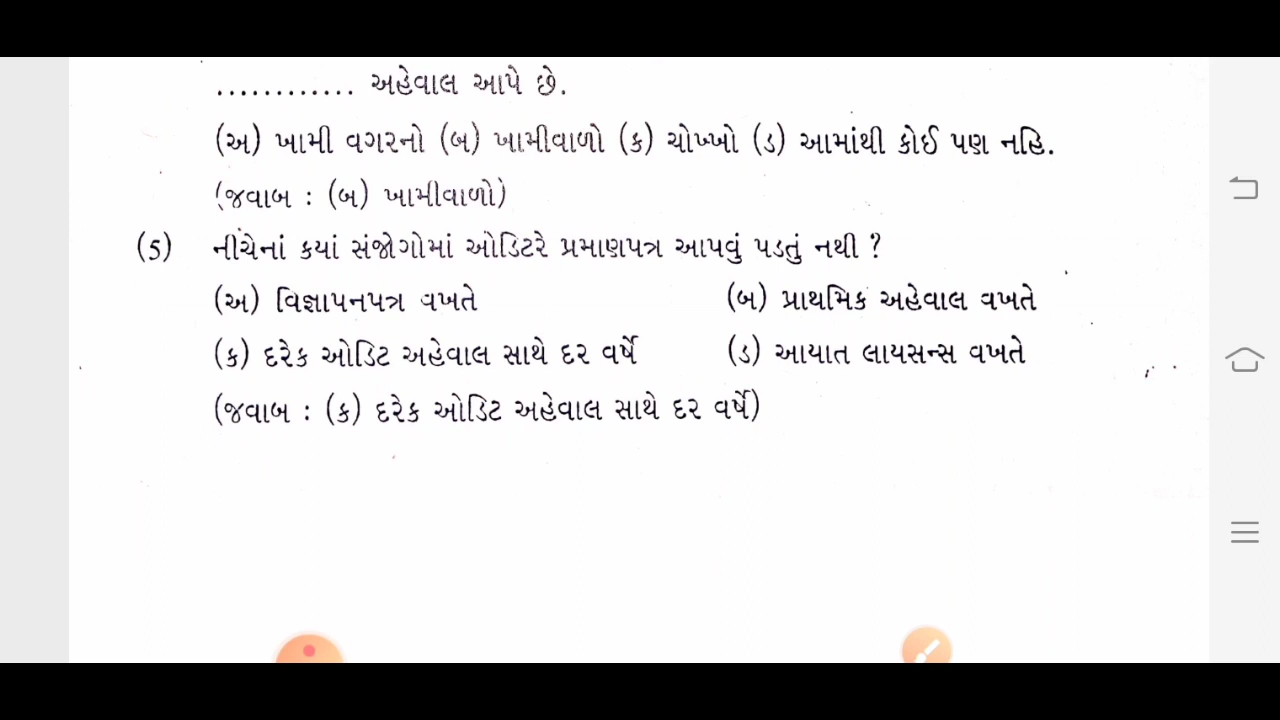 ............ અહેવાલ આપે છે.
(અ) ખામી વગરનો (બ) ખામીવાળો (ક) ચોખ્ખો (ડ) આમાંથી કોઈ પણ નહિ.
(જવાબ : (બ) ખામીવાળો)
(5) નીચેનાં કયાં સંજોગોમાં ઓડિટરે પ્રમાણપત્ર આપવું પડતું નથી ?
(અ) વિજ્ઞાપનપત્ર વખતે (બ) પ્રાથમિક અહેવાલ વખતે
(ક) દરેક ઓડિટ અહેવાલ સાથે દર વર્ષે (ડ) આયાત લાયસન્સ વખતે
(જવાબ : (ક) દરેક ઓડિટ અહેવાલ સાથે દર વર્ષે)